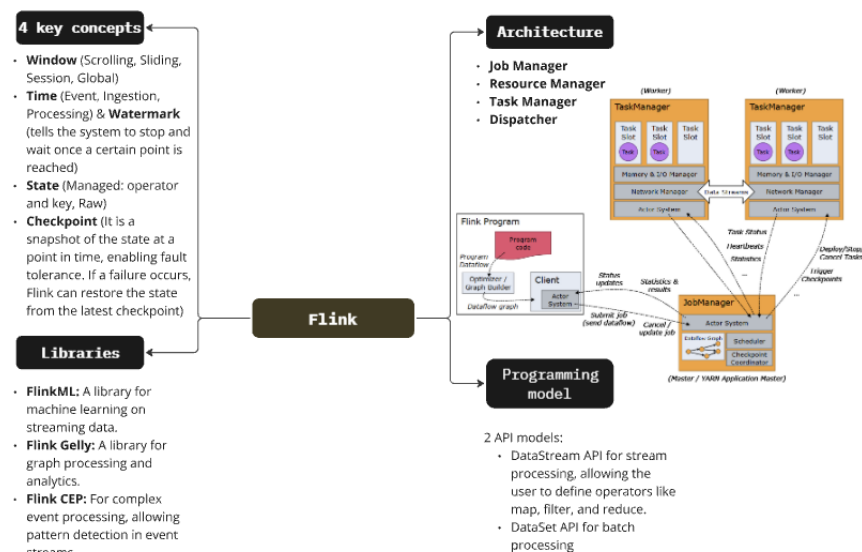 4 key concepts
• Window (Scrolling, Sliding,
Session, Global)
• Time (Event, Ingestion,
Processing) & Watermark
(tells the system to stop and
wait once a certain point is
reached)
• State (Managed: operator
and key, Raw)
• Checkpoint (It is a
snapshot of the state at a
point in time, enabling fault
tolerance. If a failure occurs,
Flink can restore the state
from the latest checkpoint)
Libraries
• FlinkML: A library for
machine learning on
streaming data.
• Flink Gelly: A library for
graph processing and
analytics.
• Flink CEP: For complex
event processing, allowing
pattern detection in event
streams
Flink
Architecture
• Job Manager
• Resource Manager
• Task Manager
• Dispatcher
(Worker)
TaskManager
Task
Slot
Task
Task
Slot
Task
Task
Slot
Memory & I/O Manager
Network Manager
Actor System
Data Streams
(Worker)
TaskManager
Task
Slot
Task
Task
Slot
Task
Task
Slot
Memory & I/O Manager
Network Manager
Actor System
Flink Program
Program
code
Program
Dataflow
Optimizer /
Graph Builder
Dataflow graph
Client
Actor
System
Status
updates
Statistics &
results
Submit job
(send dataflow)
Cancel /
update job
Task Status
Heartbeats
Statistics
...
Deploy/Stop/
Cancel Tasks
Trigger
Checkpoints
...
JobManager
Actor System
Dataflow Graph
Scheduler
Checkpoint
Coordinator
(Master / YARN Application Master)
Programming
model
2 API models:
• DataStream API for stream
processing, allowing the
user to define operators like
map, filter, and reduce.
• DataSet API for batch
processing